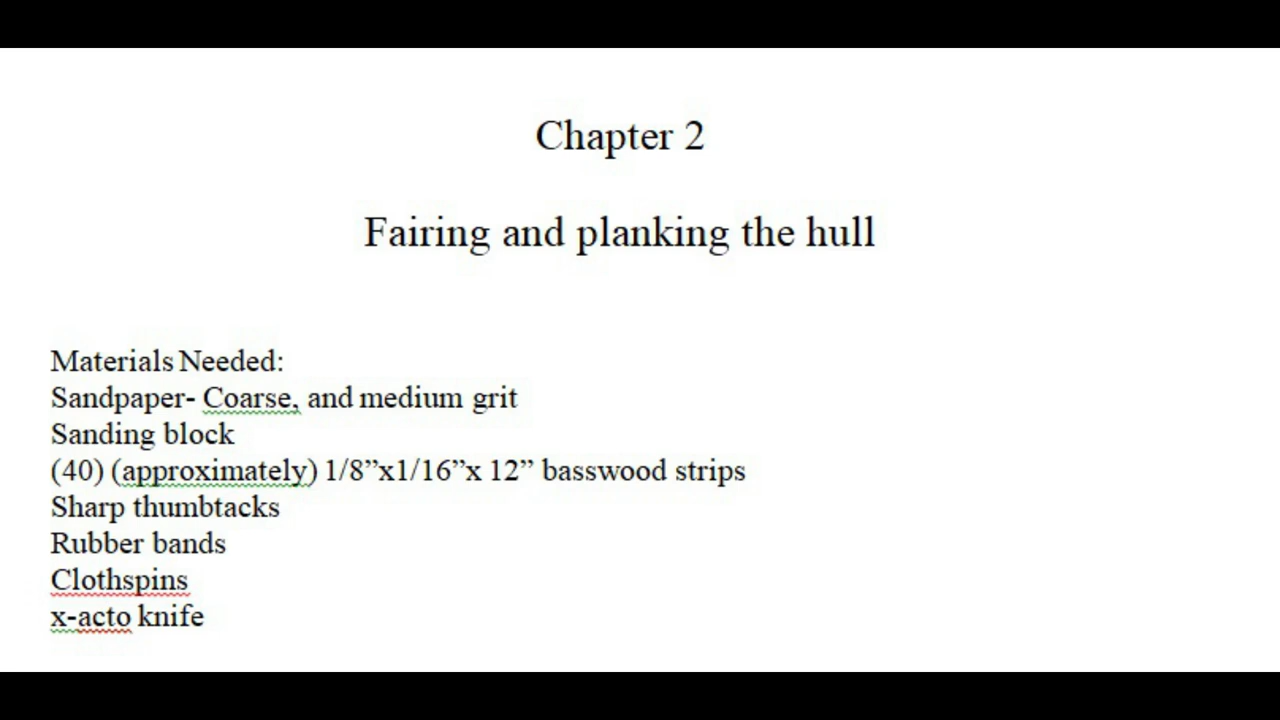 Chapter 2
Fairing and planking the hull
Materials Needed:
Sandpaper- Coarse, and medium grit
Sanding block
(40) (approximately) 1/8”x1/16”x 12” basswood strips
Sharp thumbtacks
Rubber bands
Clothspins
x-acto knife